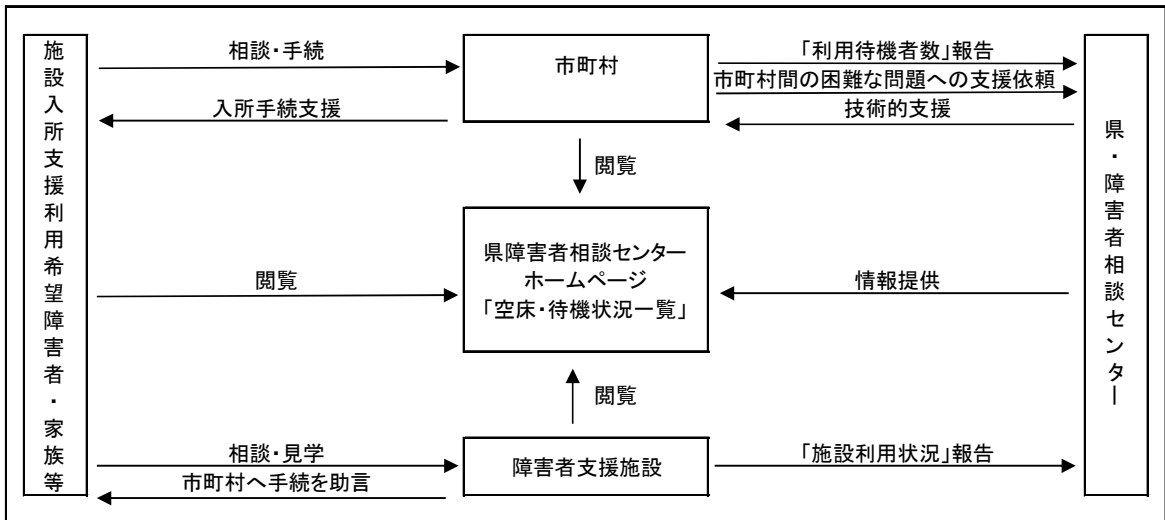 施設入所支援利用希望障害者・家族等
相談・手続
入所手続支援
市町村
「利用待機者数」報告
市町村間の困難な問題への支援依頼
技術的支援
閲覧
県障害者相談センター
ホームページ
「空床・待機状況一覧」
閲覧
情報提供
閲覧
相談・見学
市町村へ手続を助言
障害者支援施設
「施設利用状況」報告
県・障害者相談センター